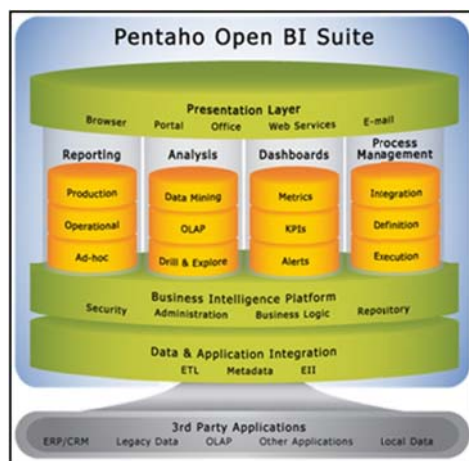 Pentaho Open BI Suite
Presentation Layer
Browser Portal Office Web Services E-mail
Reporting Analysis Dashboards Process Management
Production Data Mining Metrics Integration
Operational OLAP KPIs Definition
Ad-hoc Drill & Explore Alerts Execution
Business Intelligence Platform
Security Administration Business Logic Repository
Data & Application Integration
ETL Metadata EII
3rd Party Applications
ERP/CRM Legacy Data OLAP Other Applications Local Data